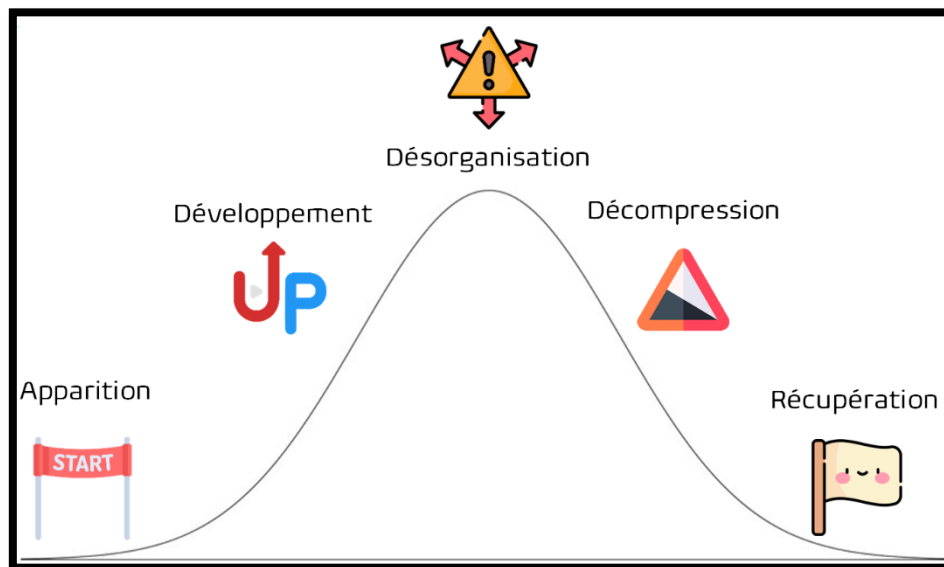 Désorganisation
Développement
Décompression
UP
Apparition
Récupération
START